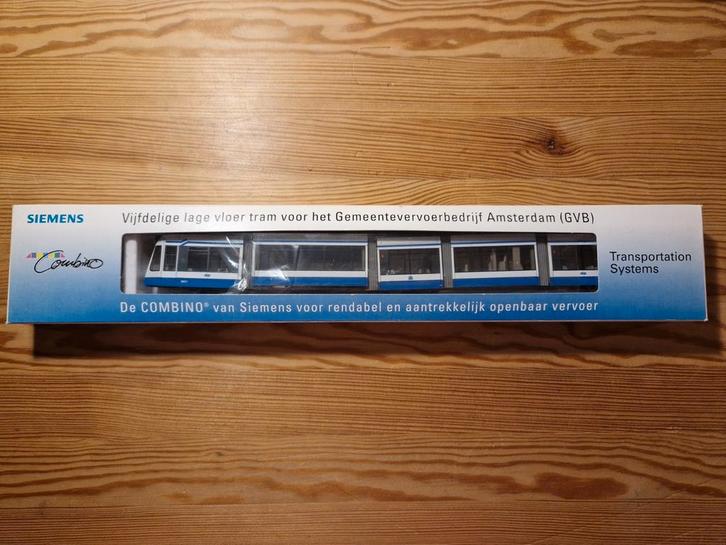 SIEMENS
Vijfdelige lage vloer tram voor het Gemeentevervoerbedrijf Amsterdam (GVB)
Combino
Transportation
Systems
De COMBINO® van Siemens voor rendabel en aantrekkelijk openbaar vervoer